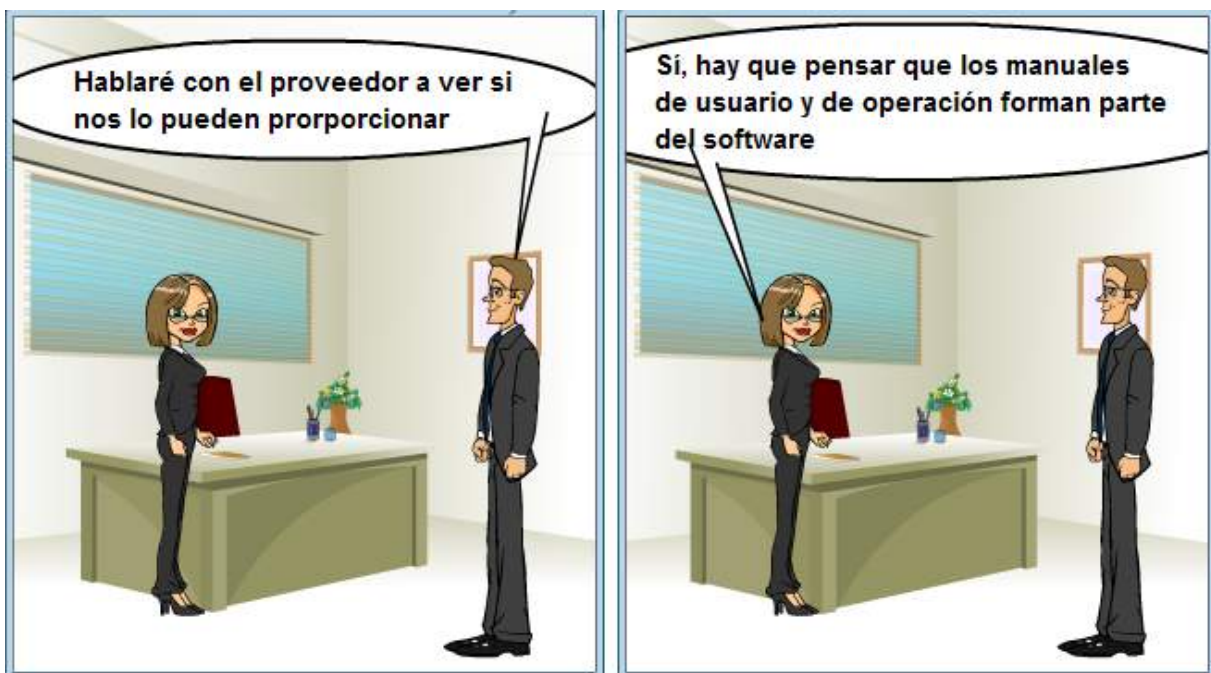 Hablaré con el proveedor a ver si
nos lo pueden prorporcionar
Sí, hay que pensar que los manuales
de usuario y de operación forman parte
del software